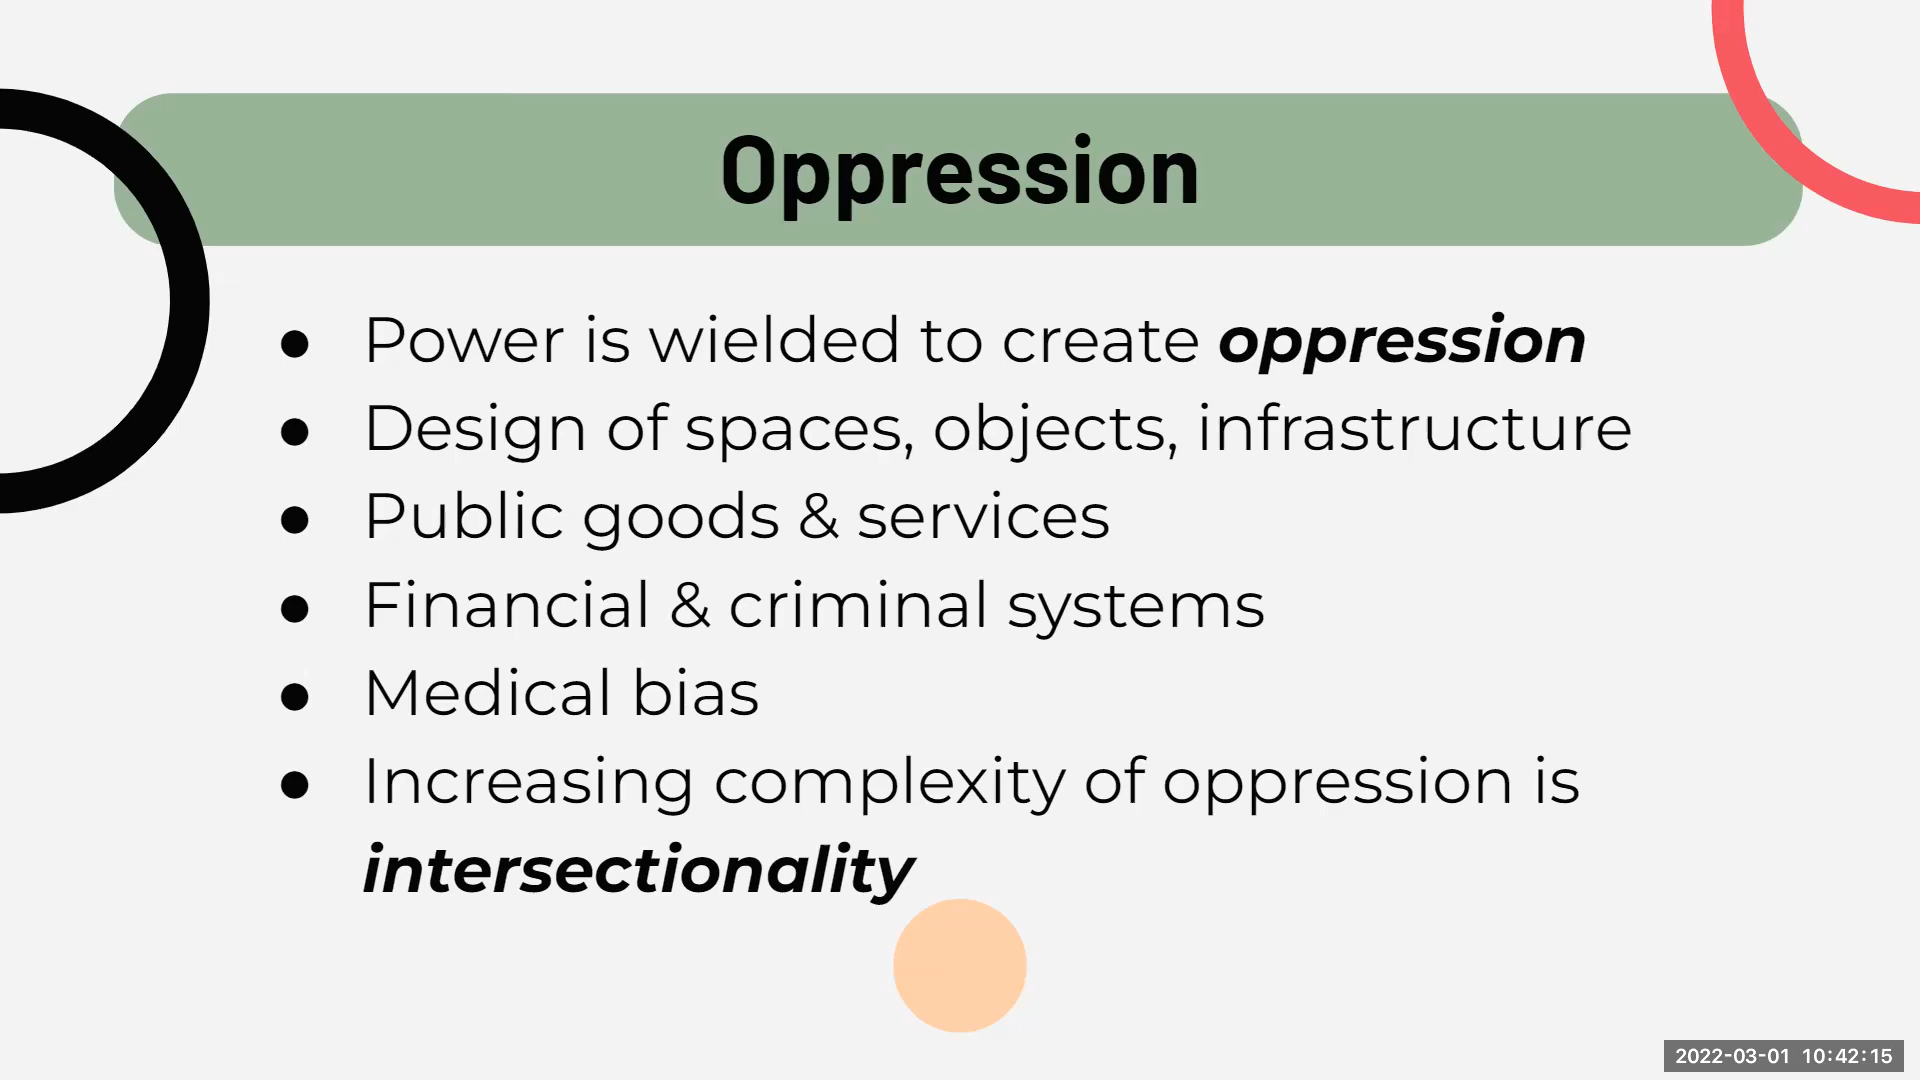 Oppression
● Power is wielded to create oppression
● Design of spaces, objects, infrastructure
● Public goods & services
● Financial & criminal systems
● Medical bias
● Increasing complexity of oppression is
intersectionality
2022-03-01 10:42:15